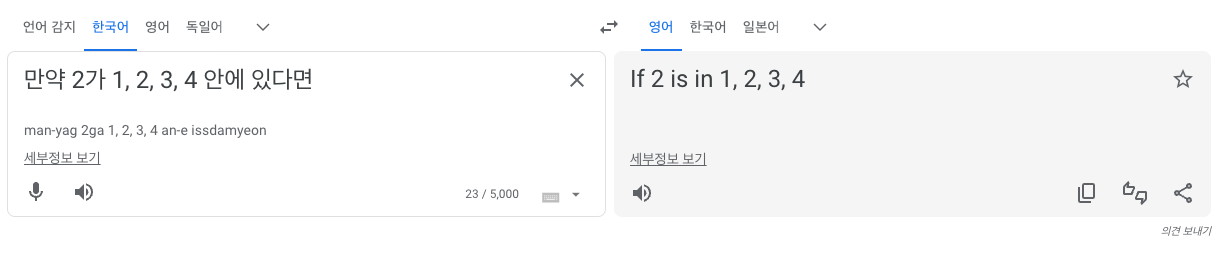 언어 감지 한국어 영어 독일어
영어 한국어 일본어
만약 2가 1, 2, 3, 4 안에 있다면
man-yag 2ga 1, 2, 3, 4 an-e issdamyeon
세부정보 보기
23 / 5,000
If 2 is in 1, 2, 3, 4
세부정보 보기
의견 보내기